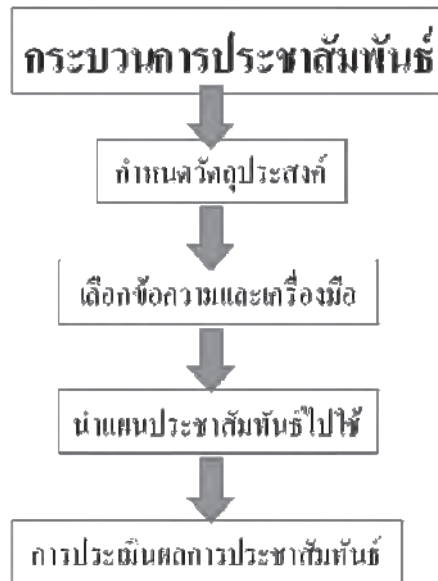 กระบวนการประชาสัมพันธ์
กำหนดวัตถุประสงค์
เลือกข้อความและเครื่องมือ
นำแผนประชาสัมพันธ์ไปใช้
การประเมินผลการประชาสัมพันธ์